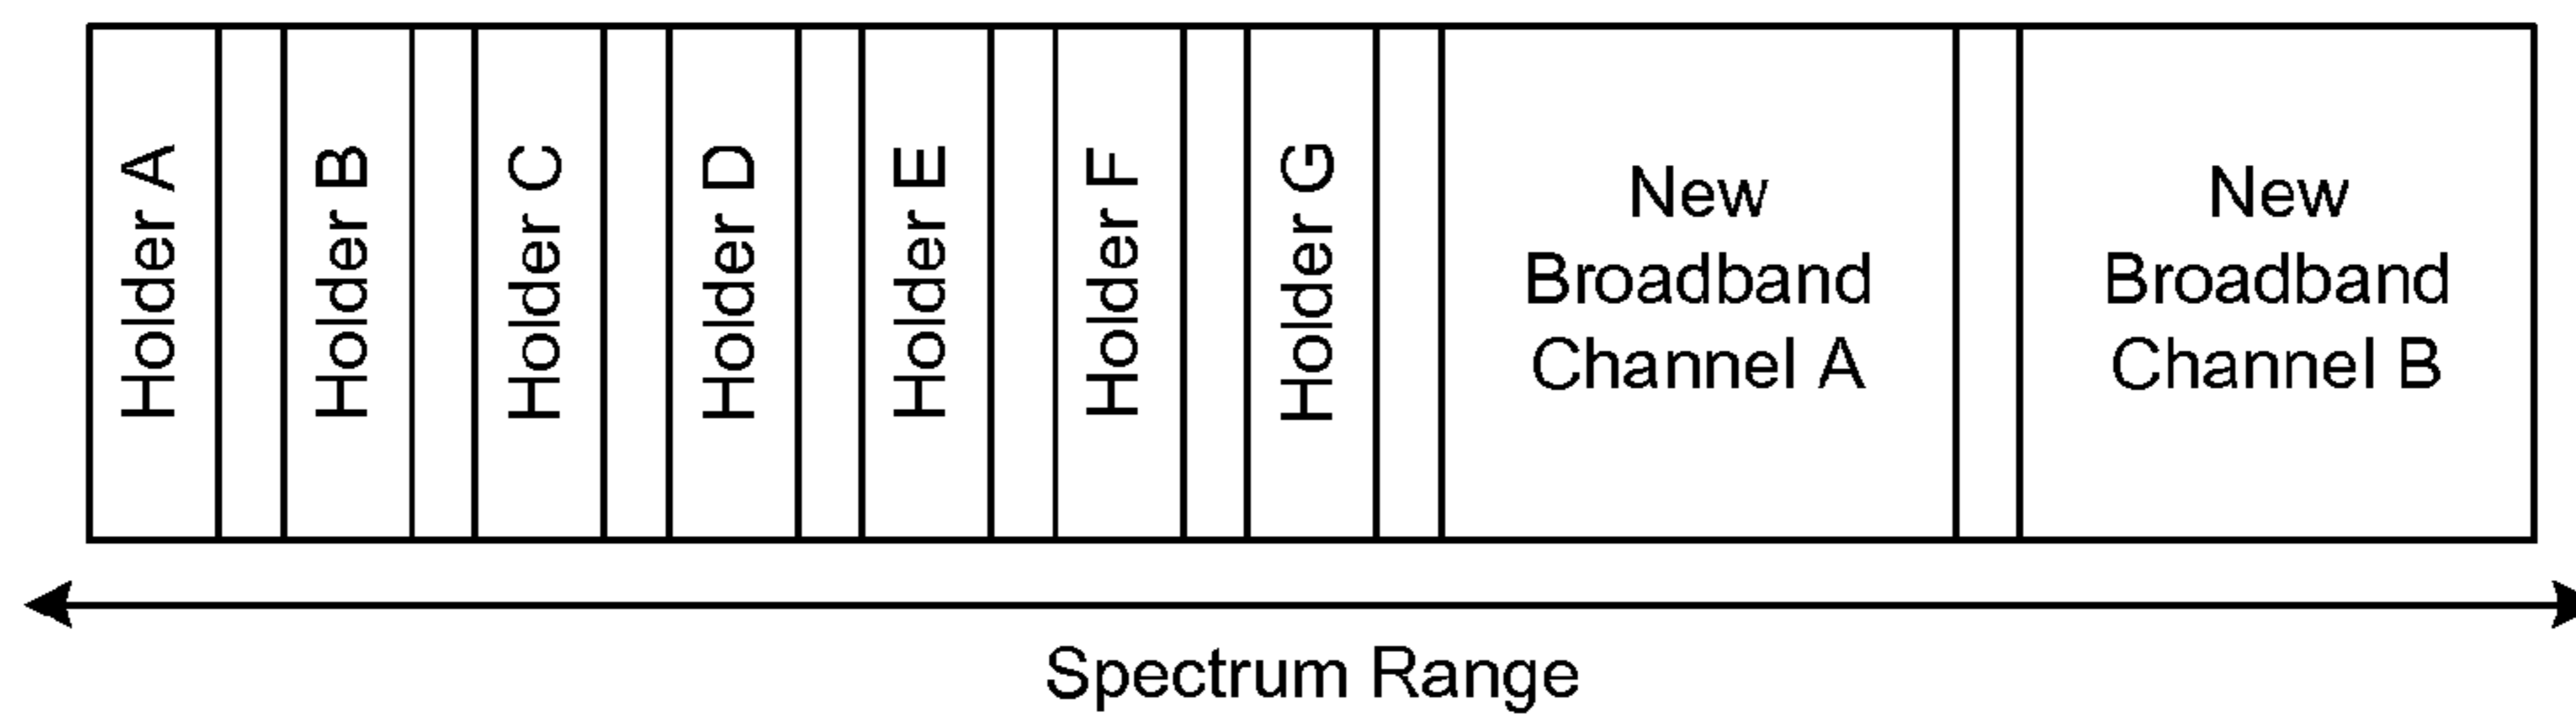 Holder A
Holder B
Holder C
Holder D
Holder E
Holder F
Holder G
New
Broadband
Channel A
New
Broadband
Channel B
Spectrum Range